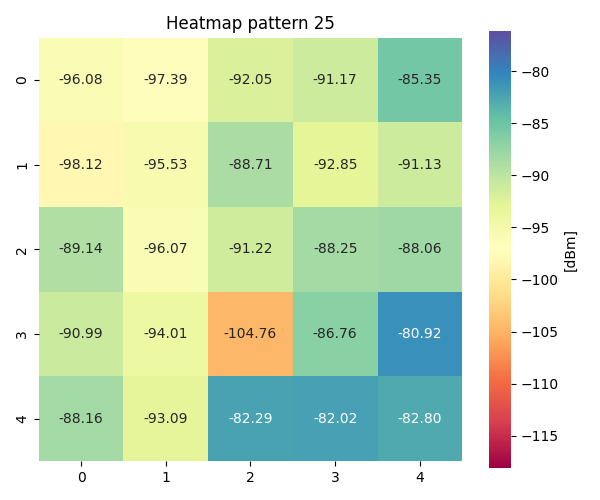 Heatmap pattern 25
0 -96.08 -97.39 -92.05 -91.17 -85.35
1 -98.12 -95.53 -88.71 -92.85 -91.13
2 -89.14 -96.07 -91.22 -88.25 -88.06
3 -90.99 -94.01 -104.76 -86.76 -80.92
4 -88.16 -93.09 -82.29 -82.02 -82.80
0 1 2 3 4
−80
−85
−90
−95
−100
−105
−110
−115
[dBm]